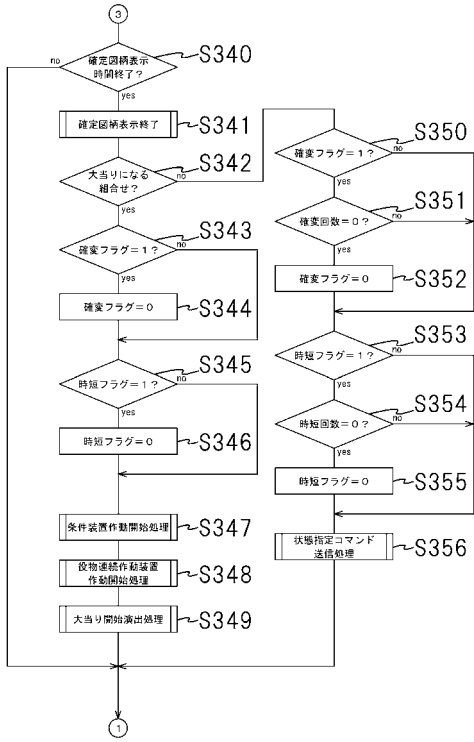 3
確定図柄表示
時間終了?
no
yes
S340
確定図柄表示終了
S341
大当りになる
組合せ?
no
yes
S342
確変フラグ=1?
no
yes
S343
確変フラグ=0
S344
時短フラグ=1?
no
yes
S345
時短フラグ=0
S346
条件装置作動開始処理
S347
役物連続作動装置
作動開始処理
S348
大当り開始演出処理
S349
確変フラグ=1?
no
yes
S350
確変回数=0?
no
yes
S351
確変フラグ=0
S352
時短フラグ=1?
no
yes
S353
時短回数=0?
no
yes
S354
時短フラグ=0
S355
状態指定コマンド
送信処理
S356
1